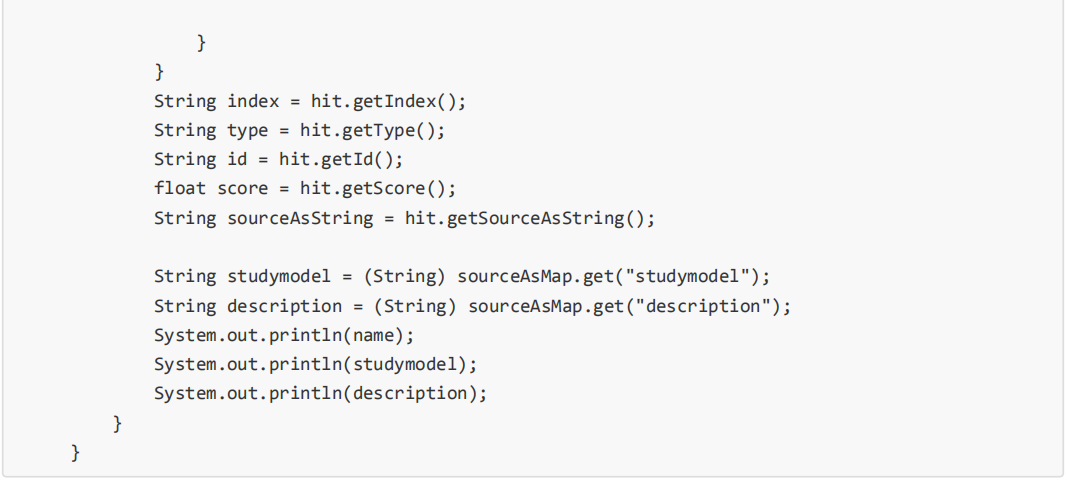 }
}
String index = hit.getIndex();
String type = hit.getType();
String id = hit.getId();
float score = hit.getScore();
String sourceAsString = hit.getSourceAsString();
String studymodel = (String) sourceAsMap.get("studymodel");
String description = (String) sourceAsMap.get("description");
System.out.println(name);
System.out.println(studymodel);
System.out.println(description);
}
}